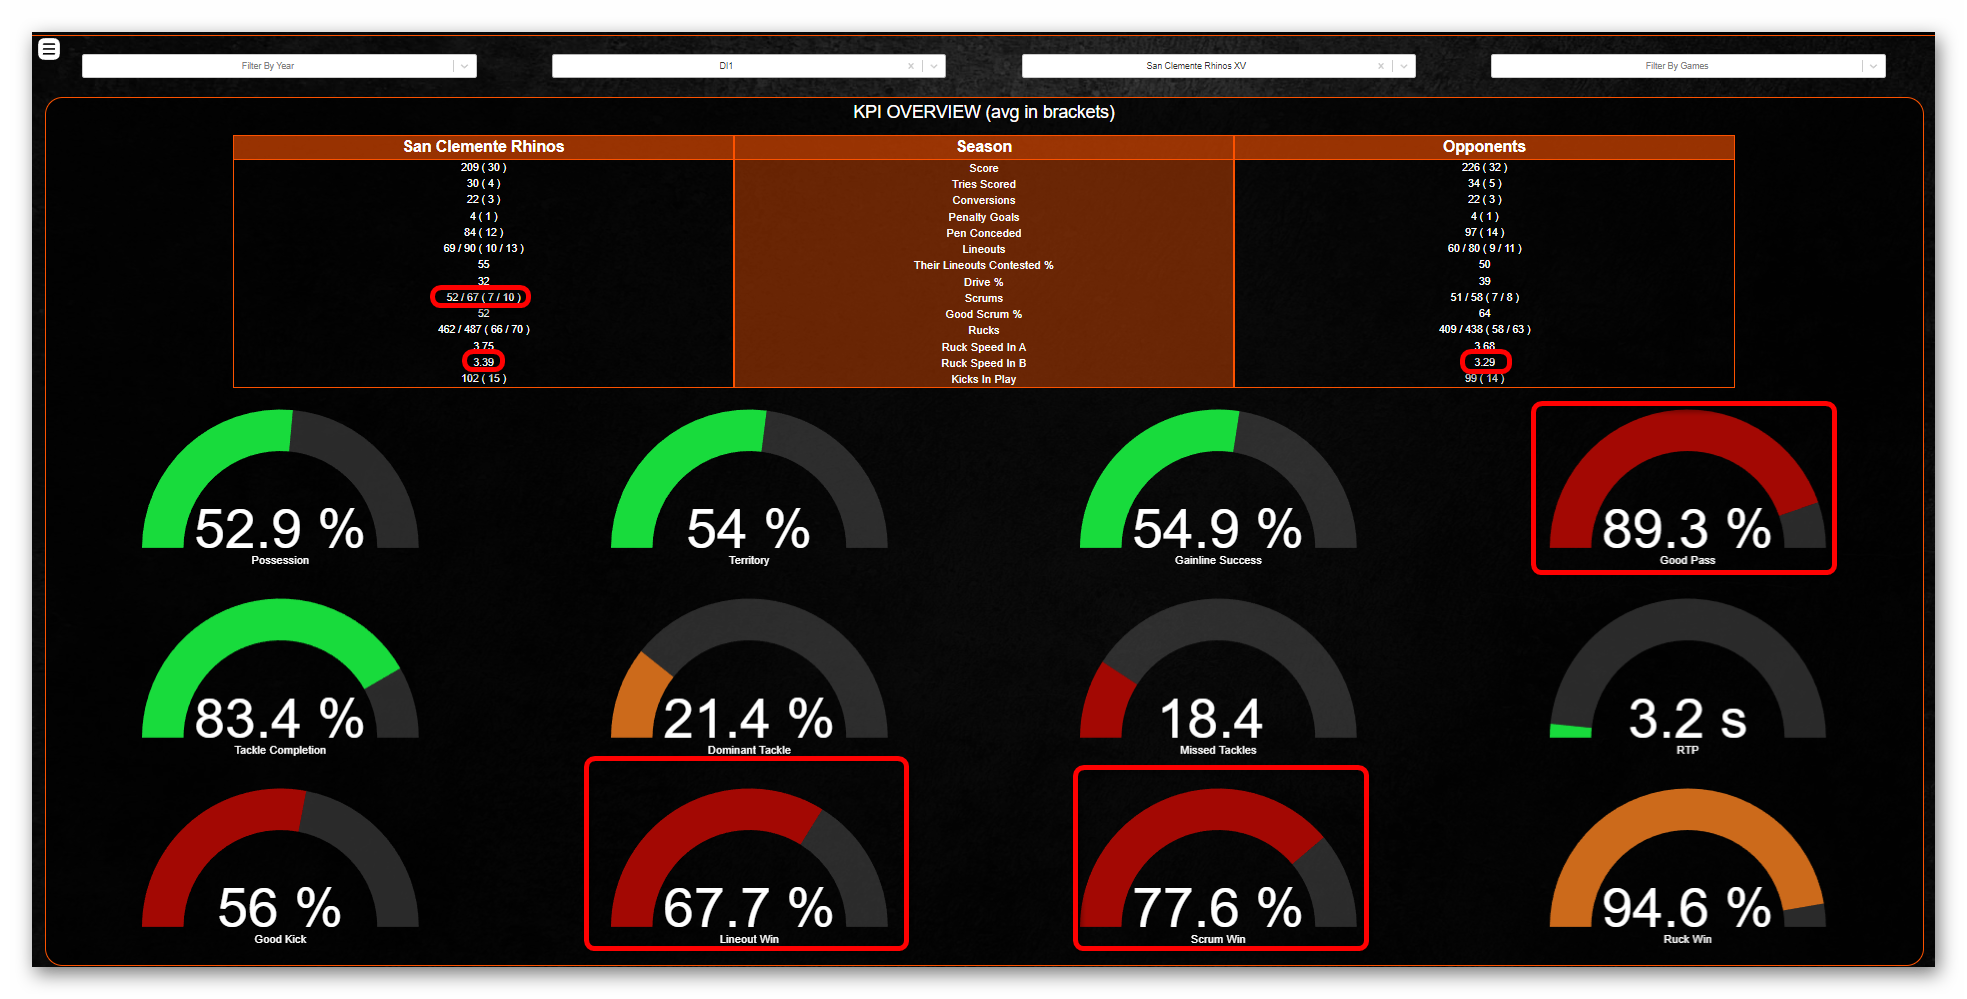 Filter By Year
DI1
San Clemente Rhinos XV
Filter By Games
KPI OVERVIEW (avg in brackets)
San Clemente Rhinos Season Opponents
209 ( 30 ) Score 226 ( 32 )
30 ( 4 ) Tries Scored 34 ( 5 )
22 ( 3 ) Conversions 22 ( 3 )
4 ( 1 ) Penalty Goals 4 ( 1 )
84 ( 12 ) Pen Conceded 97 ( 14 )
69 / 90 ( 10 / 13 ) Lineouts 60 / 80 ( 9 / 11 )
55 Their Lineouts Contested % 50
32 Drive % 39
52 / 67 ( 7 / 10 ) Scrums 51 / 58 ( 7 / 8 )
52 Good Scrum % 64
462 / 487 ( 66 / 70 ) Rucks 409 / 438 ( 58 / 63 )
3.75 Ruck Speed In A 3.68
3.39 Ruck Speed In B 3.29
102 ( 15 ) Kicks In Play 99 ( 14 )
52.9 %
Possession
54 %
Territory
54.9 %
Gainline Success
89.3 %
Good Pass
83.4 %
Tackle Completion
21.4 %
Dominant Tackle
18.4
Missed Tackles
3.2 s
RTP
56 %
Good Kick
67.7 %
Lineout Win
77.6 %
Scrum Win
94.6 %
Ruck Win